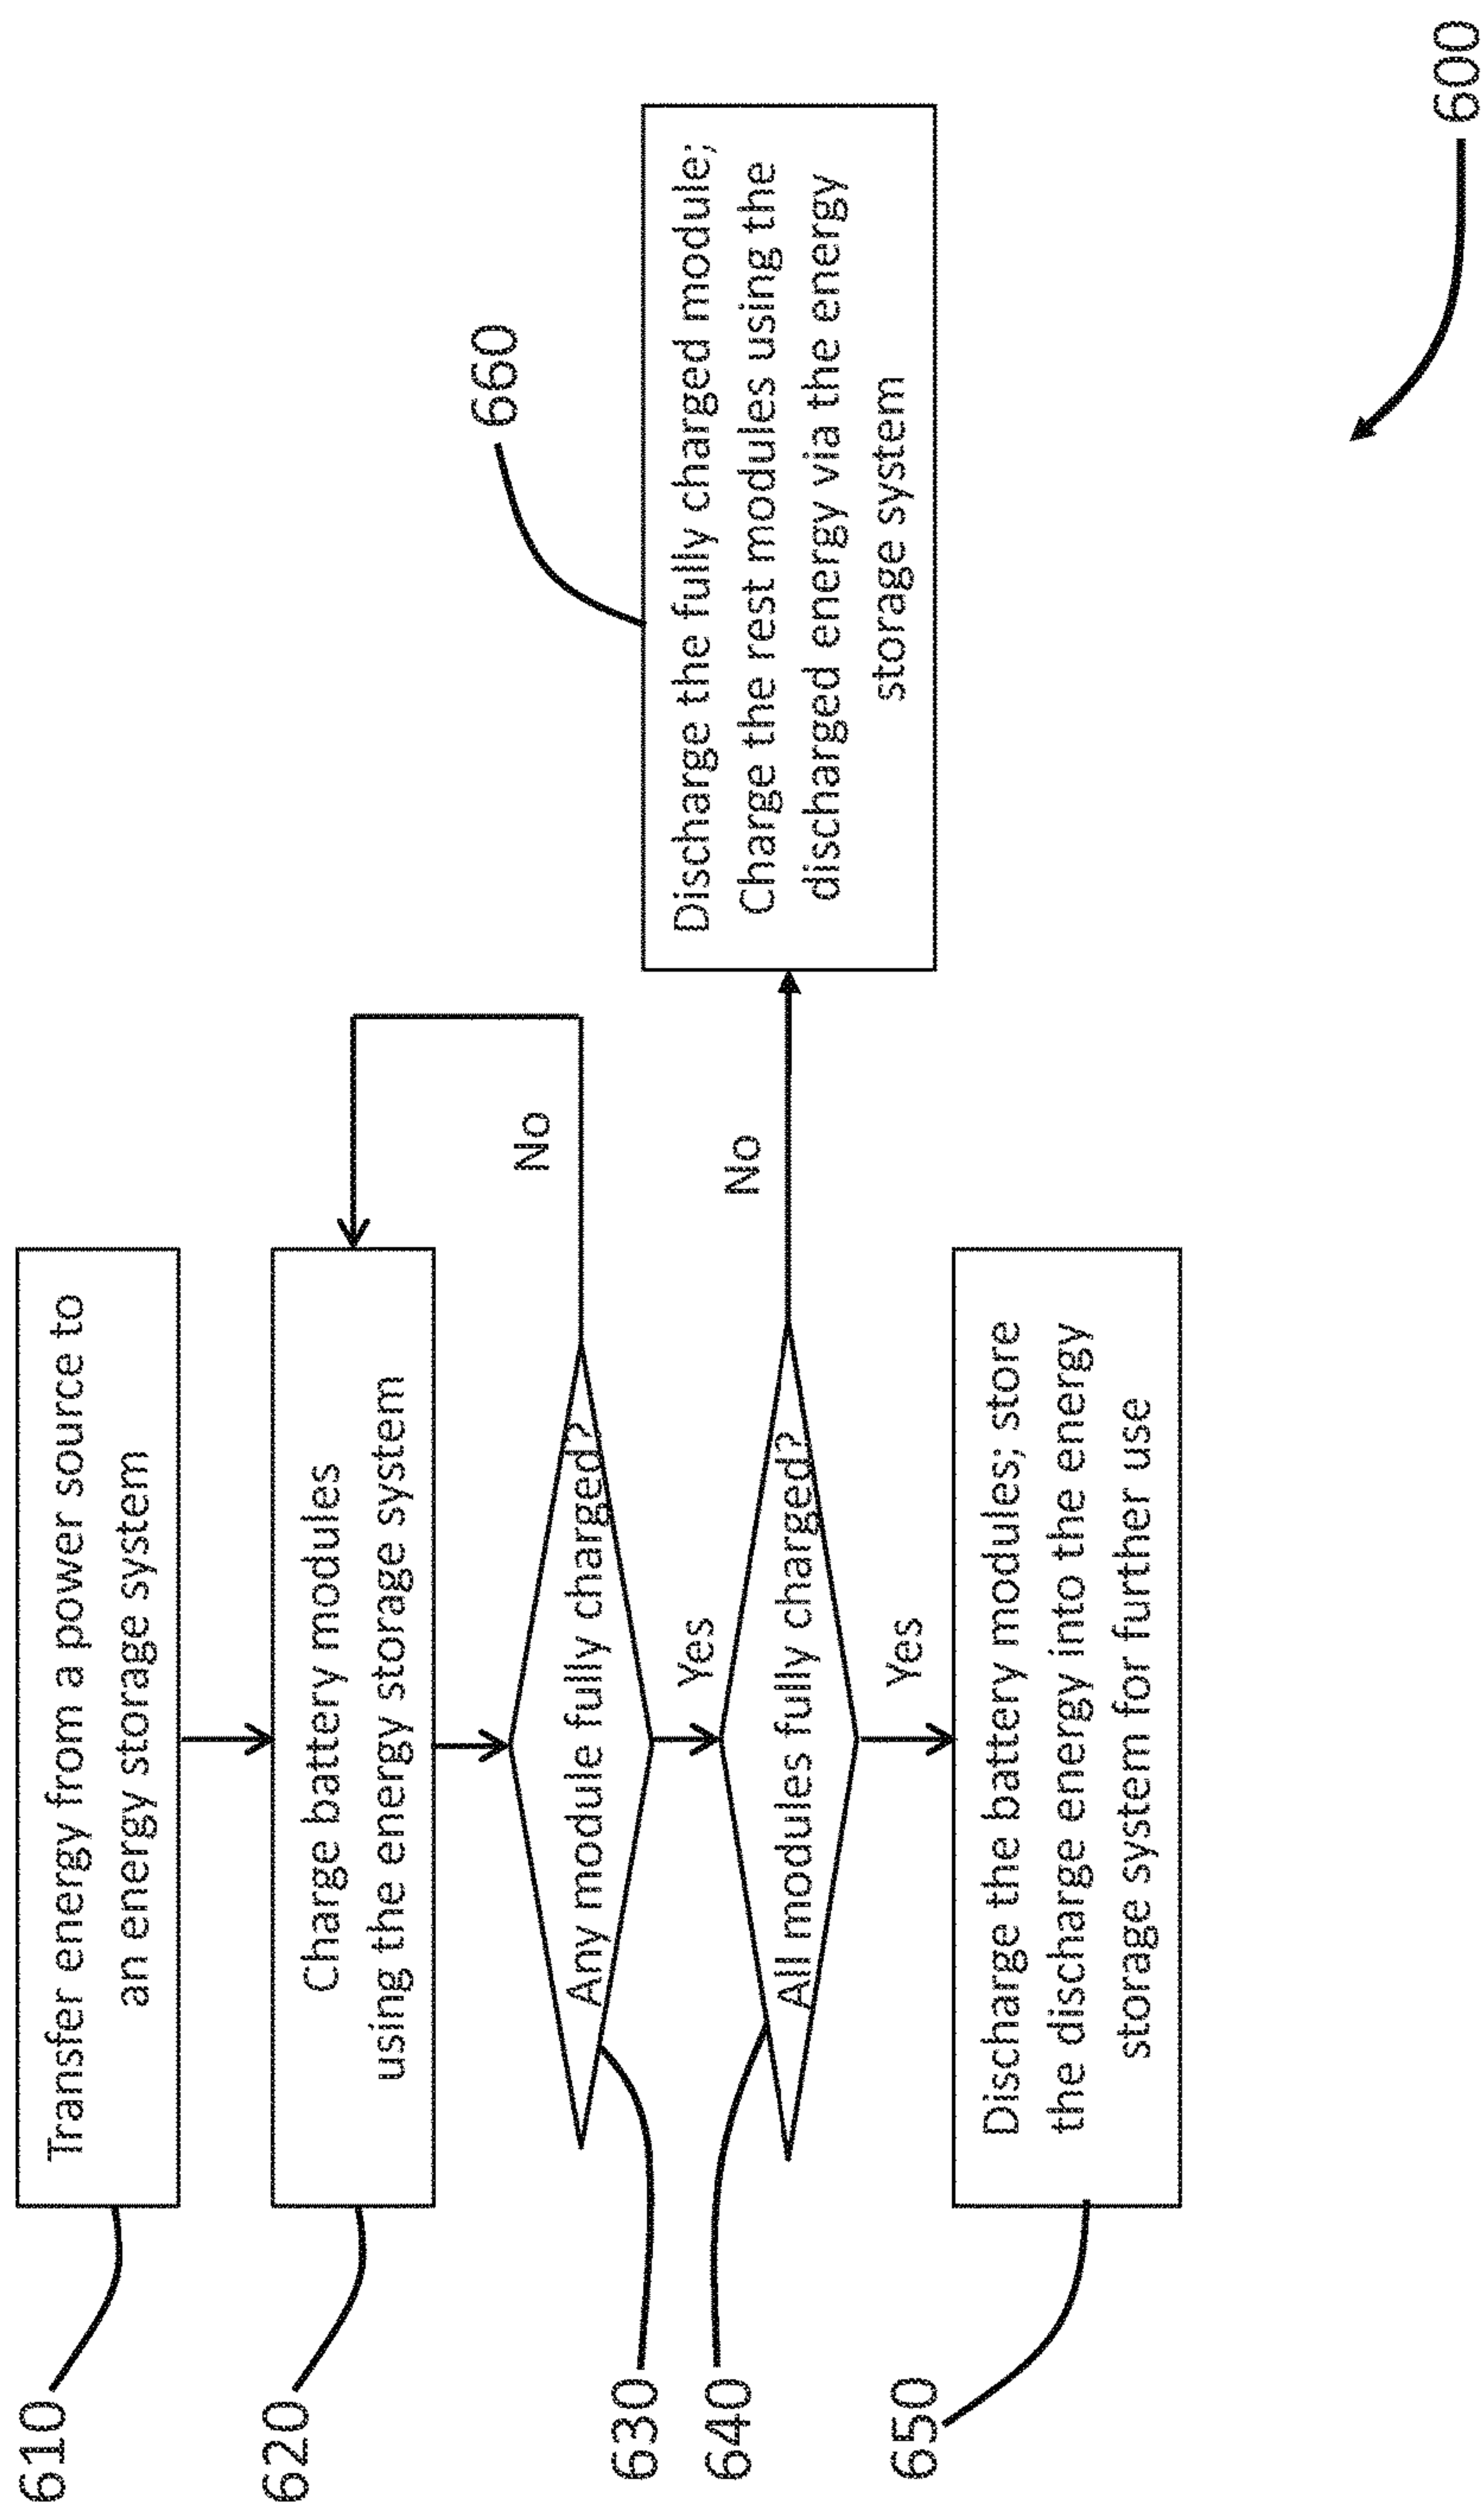 610
Transfer energy from a power source to
an energy storage system
620
Charge battery modules
using the energy storage system
630
Any module fully charged?
No
Yes
640
All modules fully charged?
No
Yes
650
Discharge the battery modules; store
the discharge energy into the energy
storage system for further use
660
Discharge the fully charged module;
Charge the rest modules using the
discharged energy via the energy
storage system
600